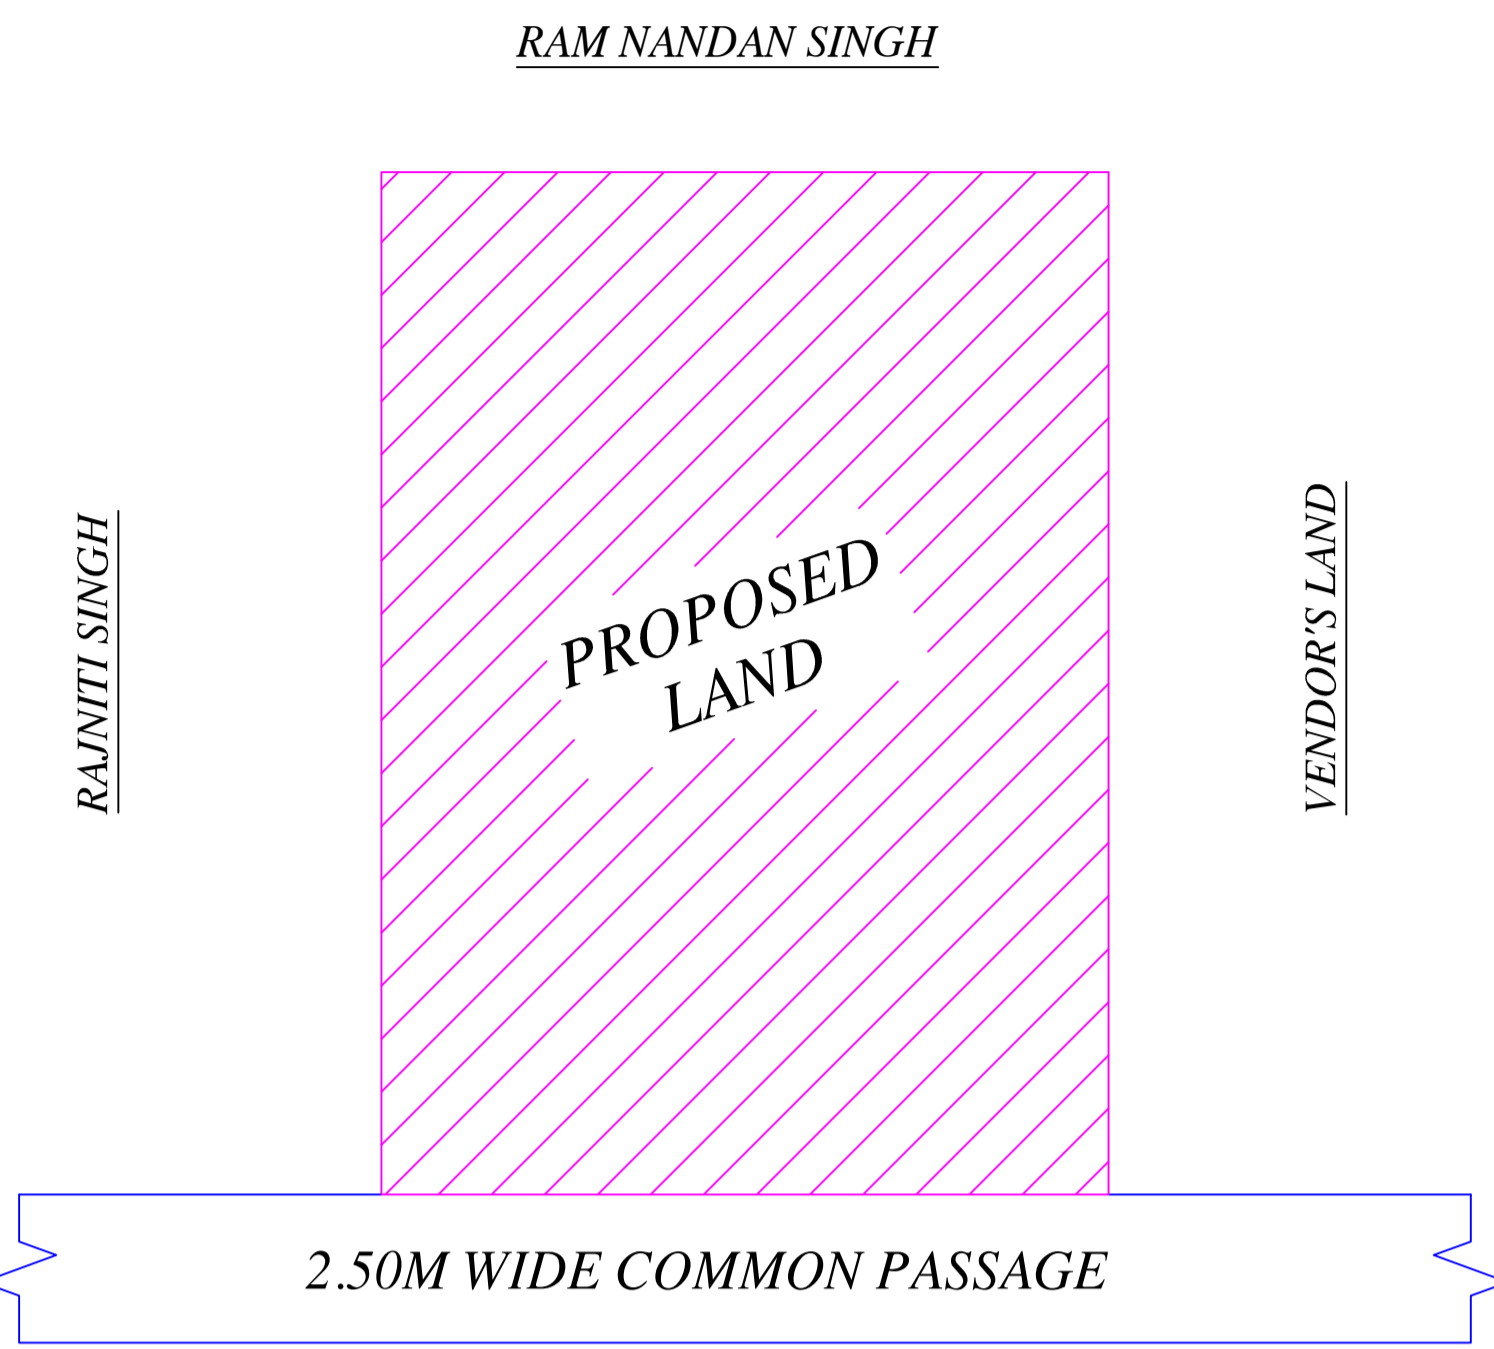 RAM NANDAN SINGH
RAJNITI SINGH
PROPOSED
LAND
VENDOR'S LAND
2.50M WIDE COMMON PASSAGE